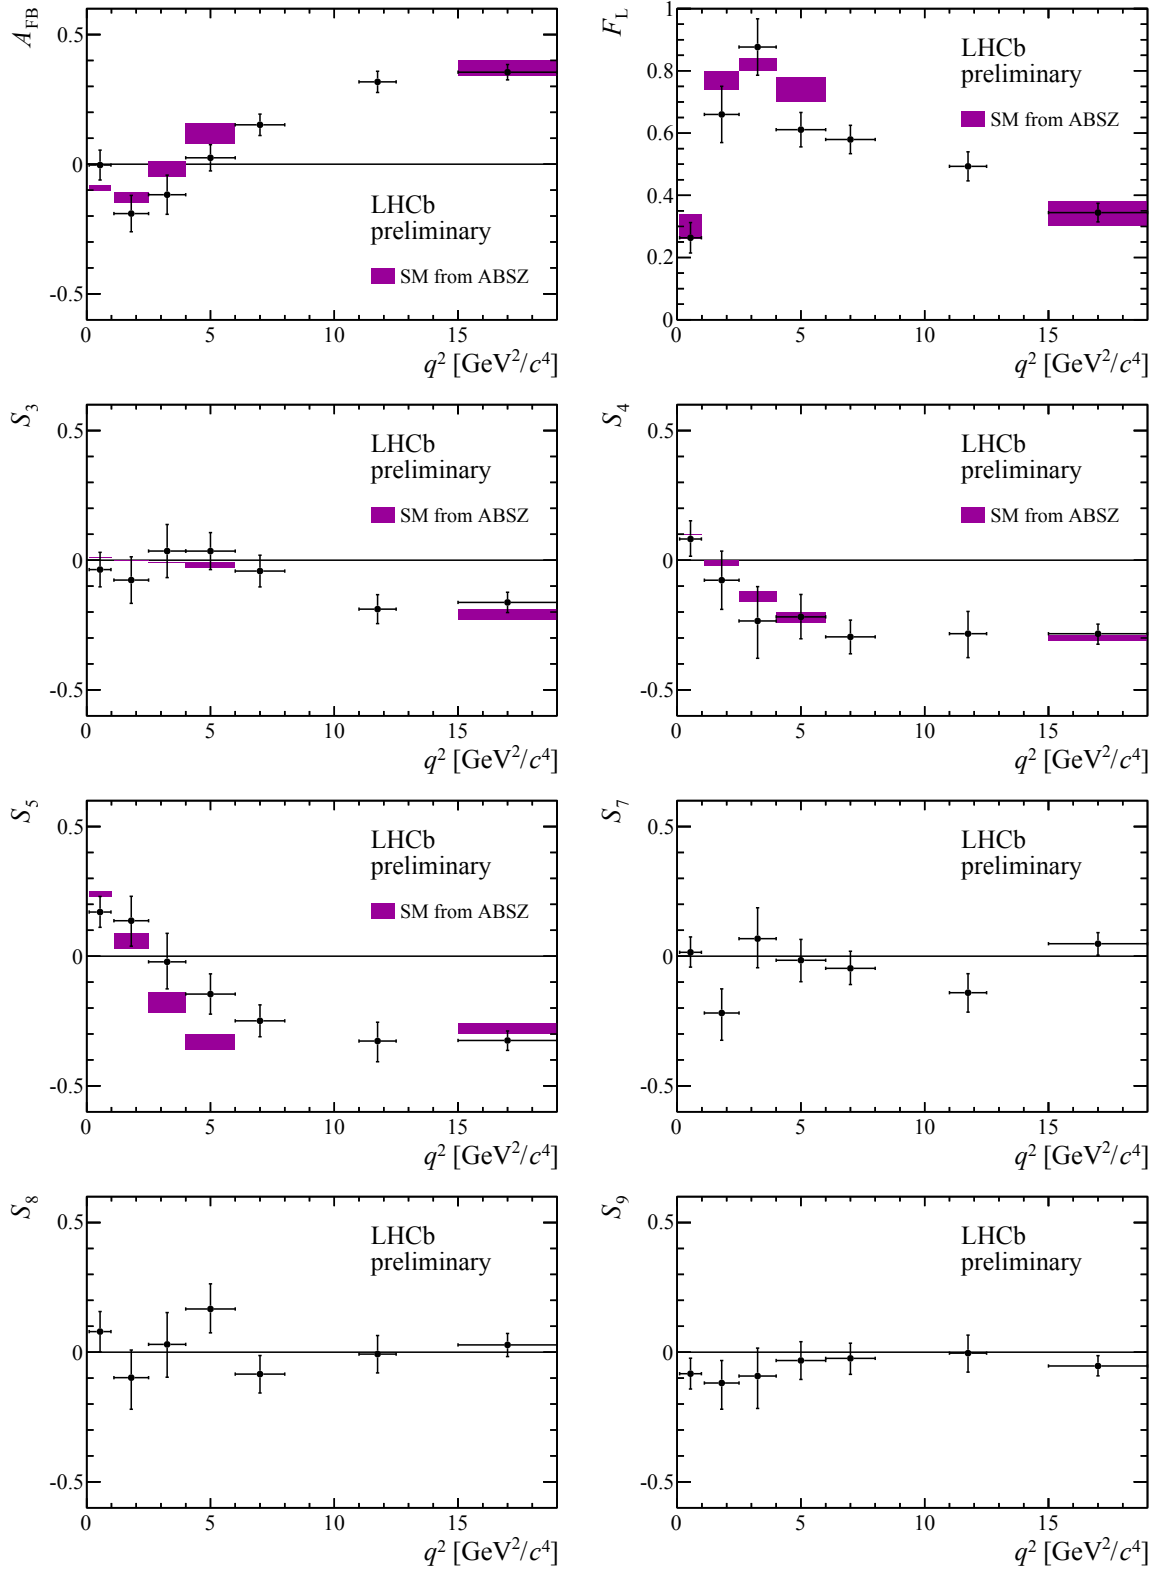 A_FB
0.5
0
-0.5
LHCb
preliminary
SM from ABSZ
0 5 10 15
q² [GeV²/c⁴]
F_L
1
0.8
0.6
0.4
0.2
0
LHCb
preliminary
SM from ABSZ
0 5 10 15
q² [GeV²/c⁴]
S_3
0.5
0
-0.5
LHCb
preliminary
SM from ABSZ
0 5 10 15
q² [GeV²/c⁴]
S_4
0.5
0
-0.5
LHCb
preliminary
SM from ABSZ
0 5 10 15
q² [GeV²/c⁴]
S_5
0.5
0
-0.5
LHCb
preliminary
SM from ABSZ
0 5 10 15
q² [GeV²/c⁴]
S_7
0.5
0
-0.5
LHCb
preliminary
0 5 10 15
q² [GeV²/c⁴]
S_8
0.5
0
-0.5
LHCb
preliminary
0 5 10 15
q² [GeV²/c⁴]
S_9
0.5
0
-0.5
LHCb
preliminary
0 5 10 15
q² [GeV²/c⁴]